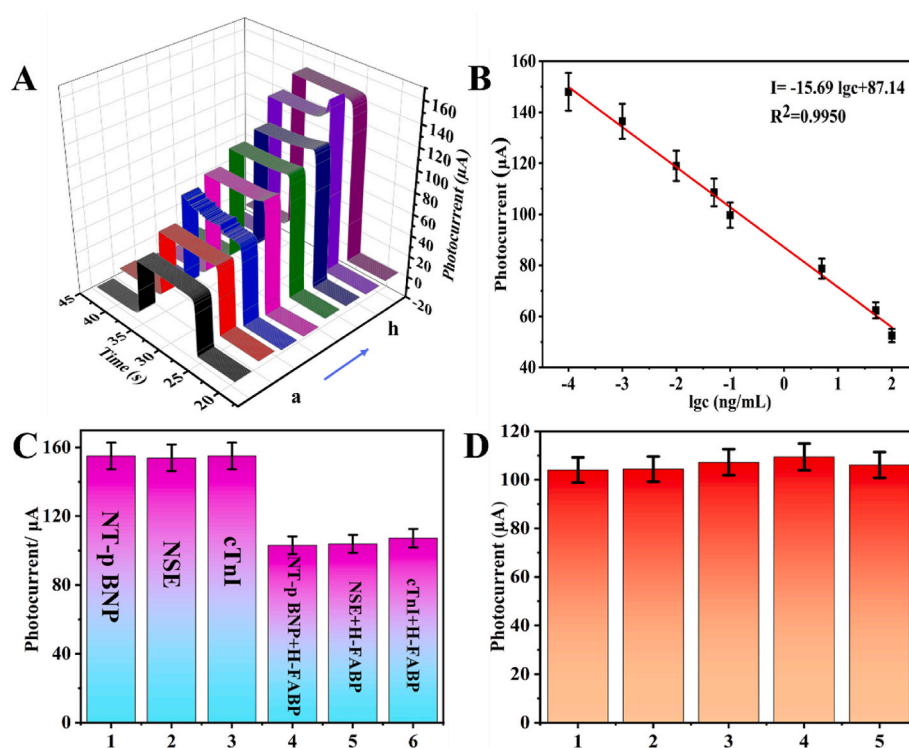 A
160
140
120
100
80
60
40
20
0
-20
Photocurrent (μA)
45
40
35
30
25
20
Time (s)
a
h
B
I= -15.69 lgc+87.14
R²=0.9950
160
140
120
100
80
60
40
Photocurrent (μA)
-4
-3
-2
-1
0
1
2
lgc (ng/mL)
C
160
120
80
40
0
Photocurrent/ μA
NT-p BNP
NSE
cTnI
NT-p BNP+H-FABP
NSE+H-FABP
cTnI+H-FABP
1
2
3
4
5
6
D
120
100
80
60
40
20
0
Photocurrent (μA)
1
2
3
4
5